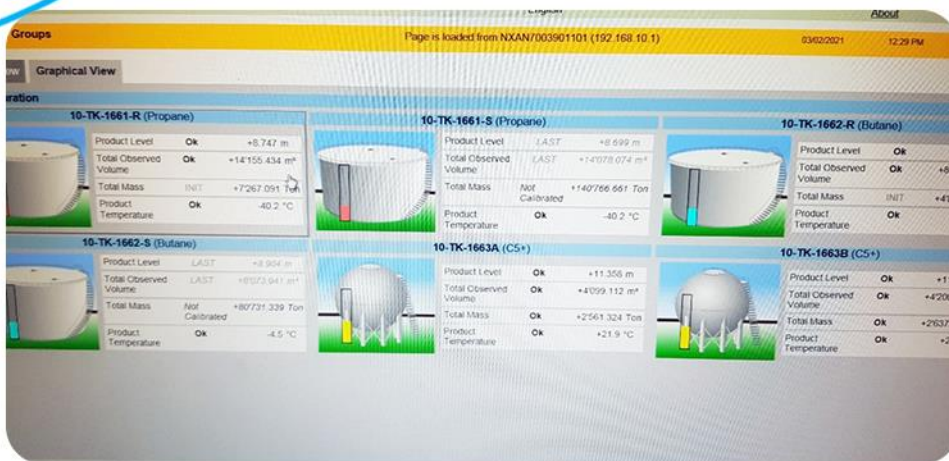 English
About
Groups
Page is loaded from NXAN7003901101 (192.168.10.1)
03/02/2021
12:29 PM
Graphical View
10-TK-1661-R (Propane)
Product Level Ok +8.747 m
Total Observed Volume Ok +14'155.434 m³
Total Mass INIT +7'267.091 Ton
Product Temperature Ok -40.2 °C
10-TK-1661-S (Propane)
Product Level LAST +8.699 m
Total Observed Volume LAST +14'078.074 m³
Total Mass Not Calibrated +140'766.661 Ton
Product Temperature Ok -40.2 °C
10-TK-1662-R (Butane)
Product Level Ok
Total Observed Volume Ok
Total Mass INIT
Product Temperature Ok
10-TK-1662-S (Butane)
Product Level LAST
Total Observed Volume LAST
Total Mass Not Calibrated +80'731.339 Ton
Product Temperature Ok -4.5 °C
10-TK-1663A (C5+)
Product Level Ok +11.356 m
Total Observed Volume Ok +4'099.112 m³
Total Mass Ok +2'561.324 Ton
Product Temperature Ok +21.9 °C
10-TK-1663B (C5+)
Product Level Ok
Total Observed Volume Ok
Total Mass Ok
Product Temperature Ok